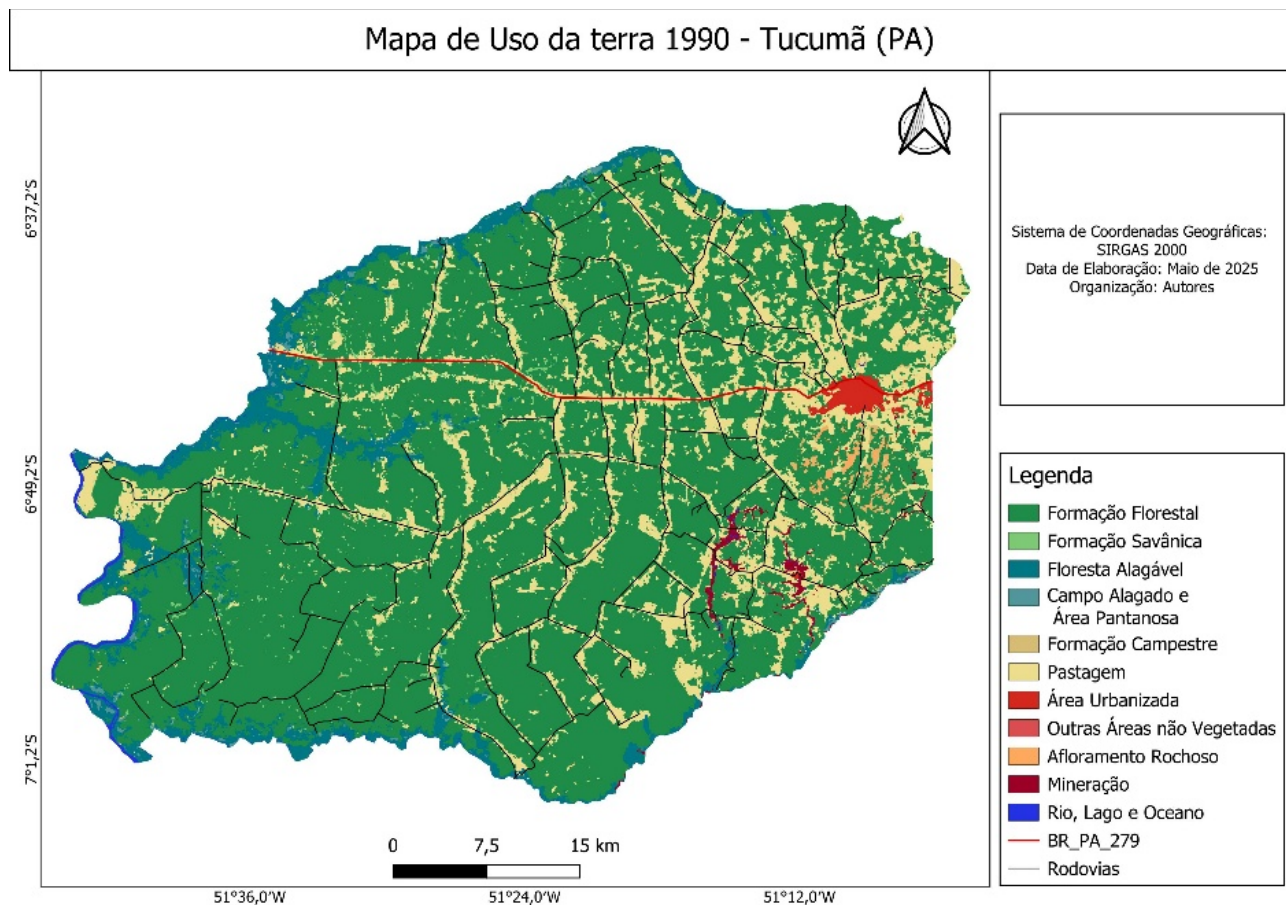 Mapa de Uso da terra 1990 - Tucumã (PA)
6°37,2'S
6°49,2'S
7°1,2'S
Sistema de Coordenadas Geográficas:
SIRGAS 2000
Data de Elaboração: Maio de 2025
Organização: Autores
Legenda
Formação Florestal
Formação Savânica
Floresta Alagável
Campo Alagado e
Área Pantanosa
Formação Campestre
Pastagem
Área Urbanizada
Outras Áreas não Vegetadas
Afloramento Rochoso
Mineração
Rio, Lago e Oceano
BR_PA_279
Rodovias
0 7,5 15 km
51°36,0'W 51°24,0'W 51°12,0'W